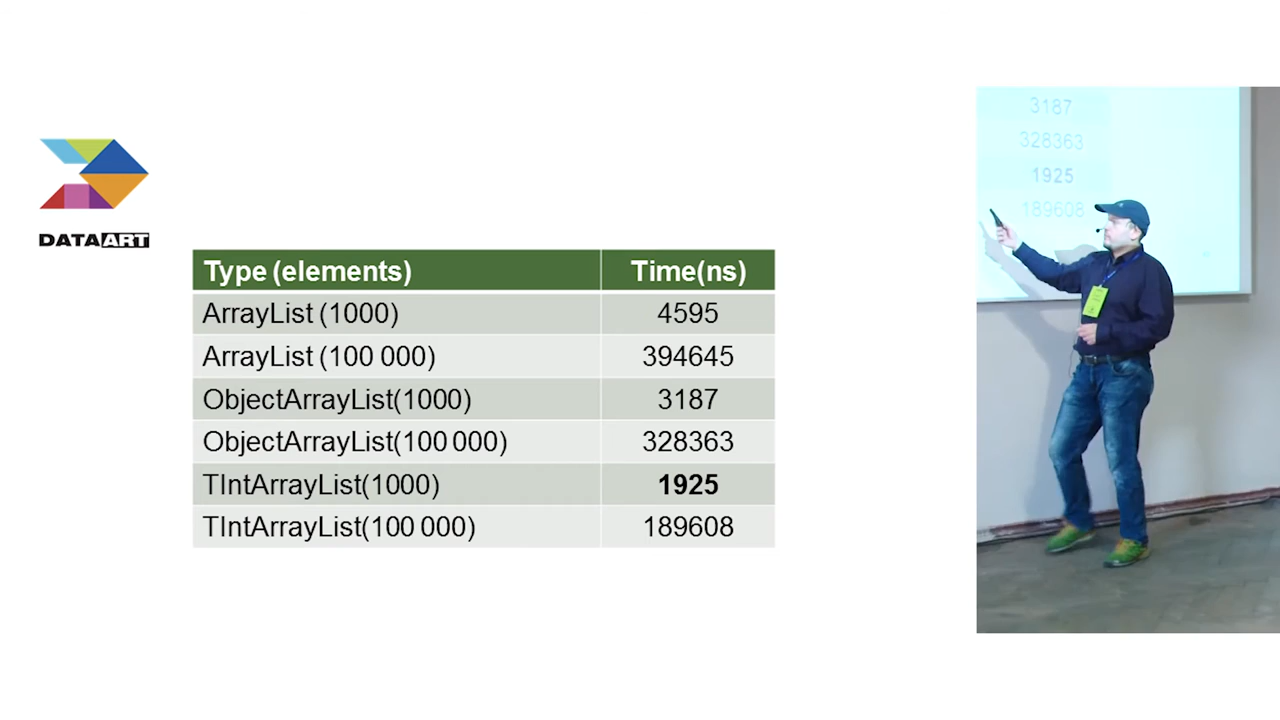 DATAART
Type (elements) Time(ns)
ArrayList (1000) 4595
ArrayList (100 000) 394645
ObjectArrayList(1000) 3187
ObjectArrayList(100 000) 328363
TIntArrayList(1000) 1925
TIntArrayList(100 000) 189608
3187
328363
1925
189608